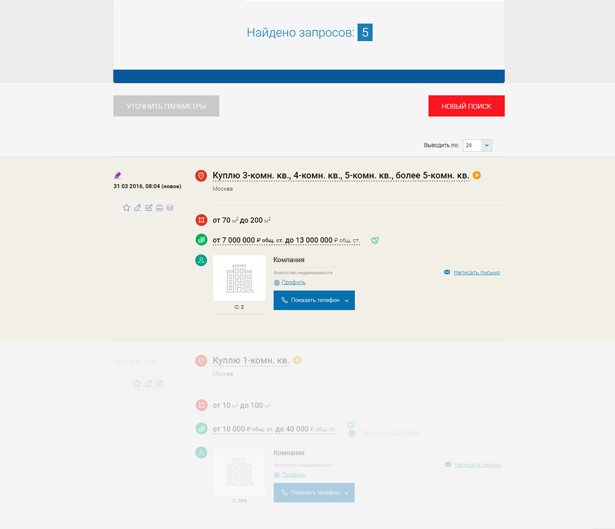 Найдено запросов: 5
УТОЧНИТЬ ПАРАМЕТРЫ
НОВЫЙ ПОИСК
Выводить по: 20
31 03 2016, 08:04 (новое)
Куплю 3-комн. кв., 4-комн. кв., 5-комн. кв., более 5-комн. кв.
Москва
от 70 м² до 200 м²
от 7 000 000 ₽ общ. ст. до 13 000 000 ₽ общ. ст.
Компания
Агентство недвижимости
Профиль
Написать письмо
Показать телефон
ID: 2
Куплю 1-комн. кв.
Москва
от 10 м² до 100 м²
от 10 000 ₽ общ. ст. до 40 000 ₽ общ. ст.
Компания
Агентство недвижимости
Профиль
Написать письмо
Показать телефон